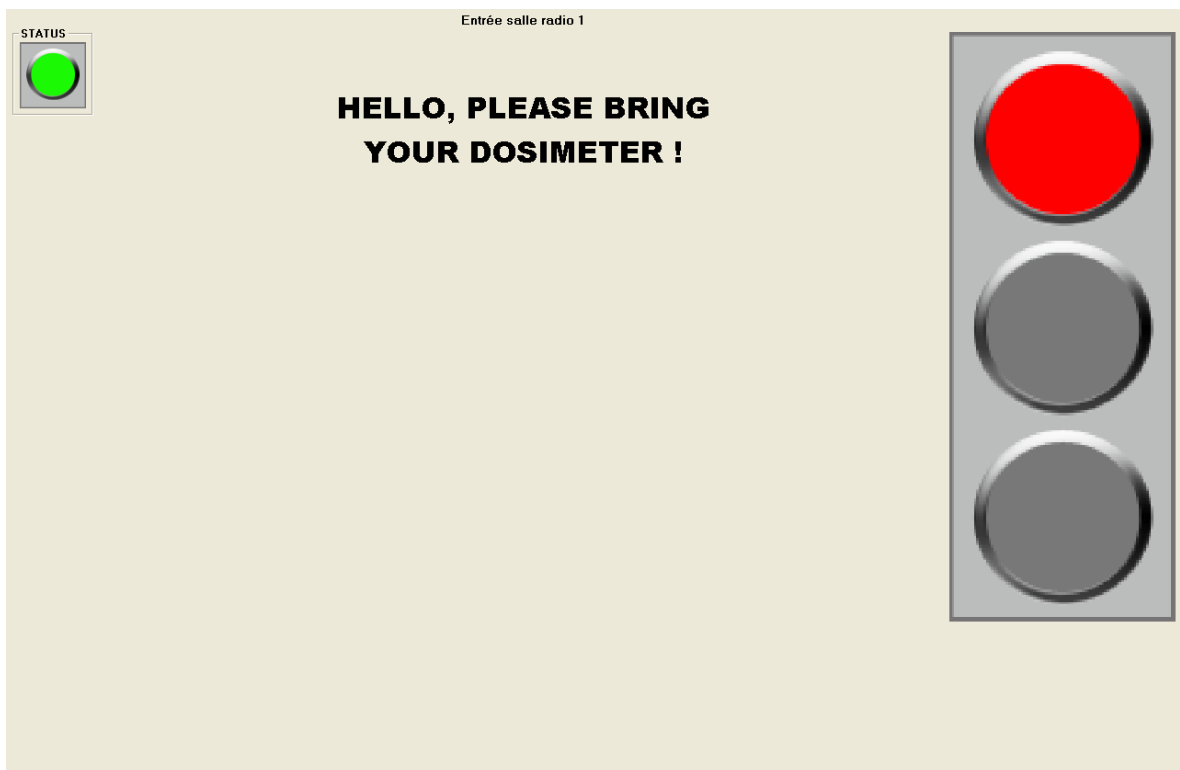 Entrée salle radio 1
STATUS
HELLO, PLEASE BRING
YOUR DOSIMETER !